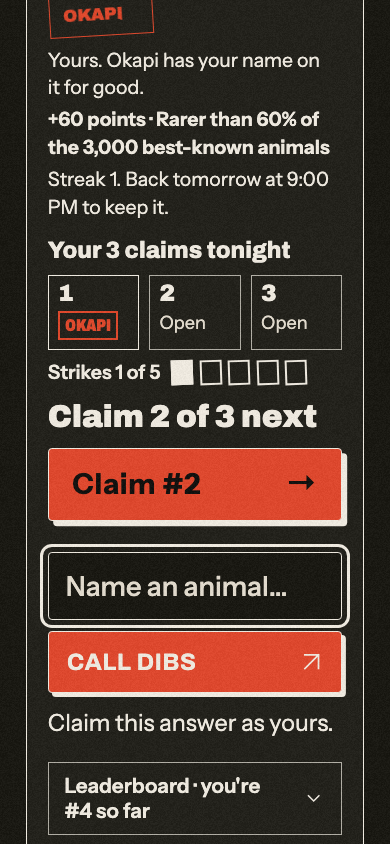 OKAPI
Yours. Okapi has your name on
it for good.
+60 points · Rarer than 60% of
the 3,000 best-known animals
Streak 1. Back tomorrow at 9:00
PM to keep it.
Your 3 claims tonight
1
OKAPI
2
Open
3
Open
Strikes 1 of 5
Claim 2 of 3 next
Claim #2 →
Name an animal...
CALL DIBS
Claim this answer as yours.
Leaderboard · you're
#4 so far